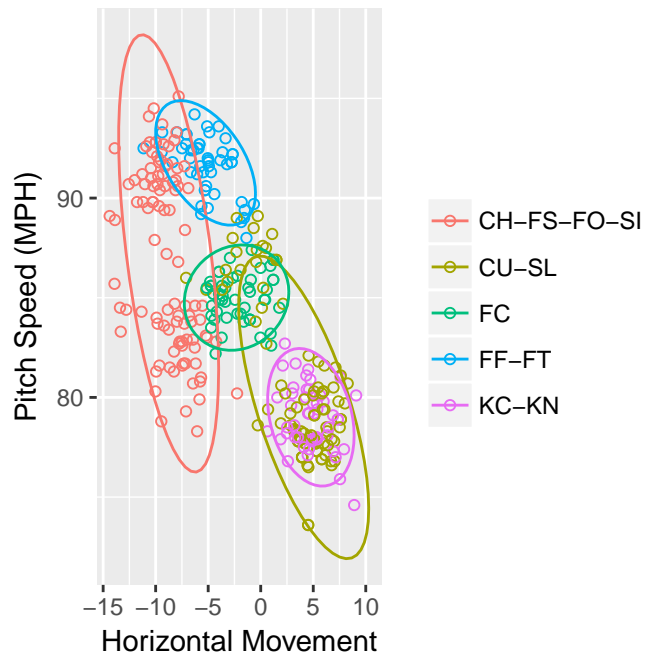 Pitch Speed (MPH)
90
80
−15 −10 −5 0 5 10
Horizontal Movement
CH−FS−FO−SI
CU−SL
FC
FF−FT
KC−KN